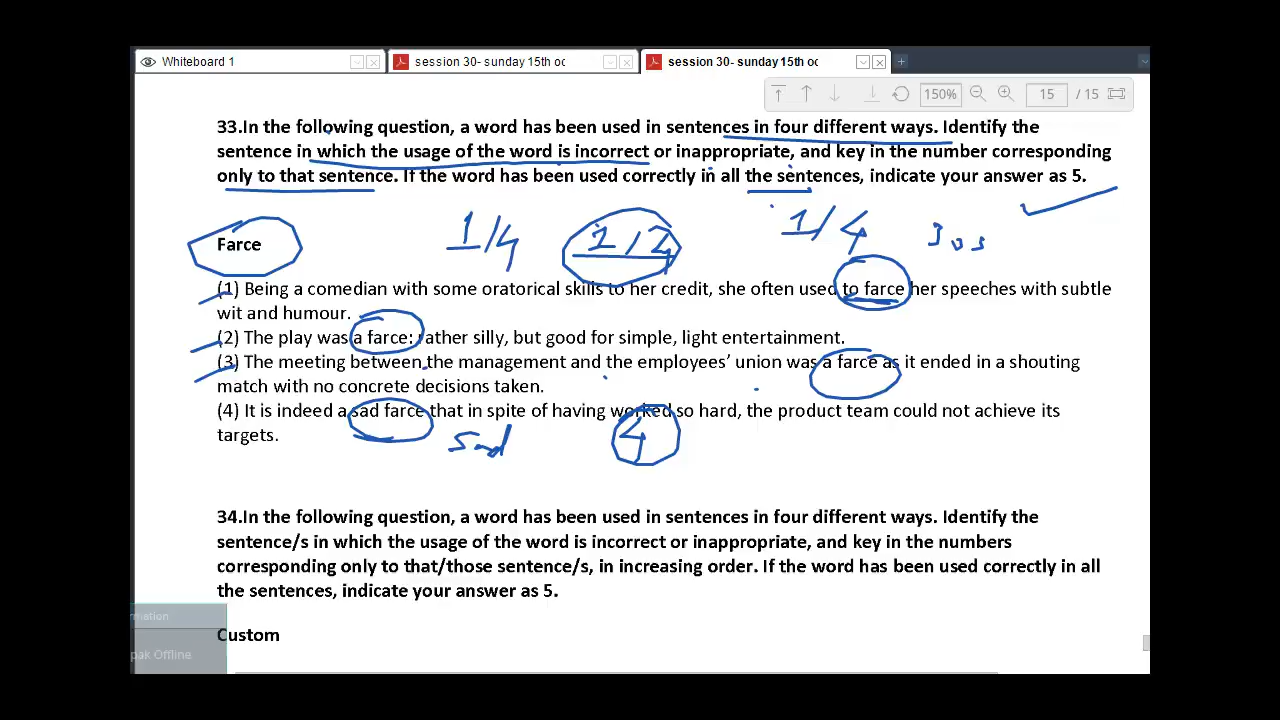 Whiteboard 1
session 30- sunday 15th oc
session 30- sunday 15th oc
150%
15
/ 15
33.In the following question, a word has been used in sentences in four different ways. Identify the
sentence in which the usage of the word is incorrect or inappropriate, and key in the number corresponding
only to that sentence. If the word has been used correctly in all the sentences, indicate your answer as 5.
Farce
1/4
1/4
(1) Being a comedian with some oratorical skills to her credit, she often used to farce her speeches with subtle
wit and humour.
(2) The play was a farce: rather silly, but good for simple, light entertainment.
(3) The meeting between the management and the employees' union was a farce as it ended in a shouting
match with no concrete decisions taken.
(4) It is indeed a sad farce that in spite of having worked so hard, the product team could not achieve its
targets.
Sad
4
34.In the following question, a word has been used in sentences in four different ways. Identify the
sentence/s in which the usage of the word is incorrect or inappropriate, and key in the numbers
corresponding only to that/those sentence/s, in increasing order. If the word has been used correctly in all
the sentences, indicate your answer as 5.
rmation
Custom
pak Offline